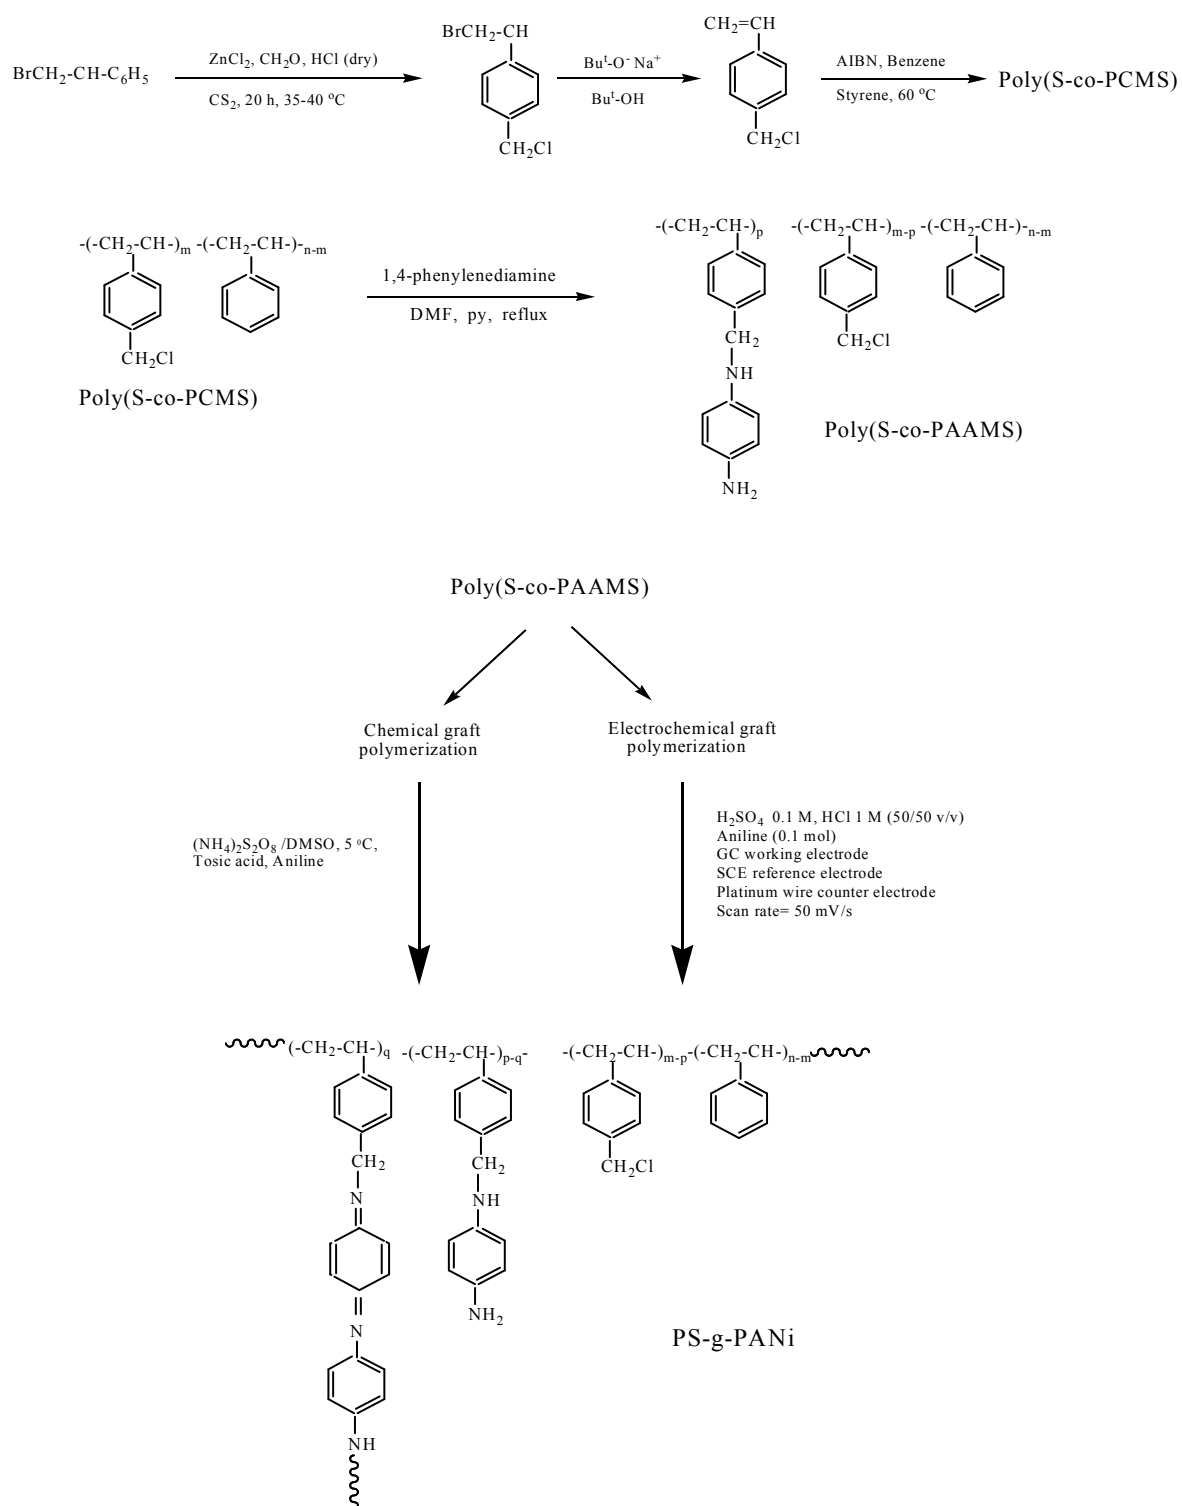 BrCH₂-CH-C₆H₅
ZnCl₂, CH₂O, HCl (dry)
CS₂, 20 h, 35-40 °C
BrCH₂-CH
CH₂Cl
Buᵗ-O⁻ Na⁺
Buᵗ-OH
CH₂=CH
CH₂Cl
AIBN, Benzene
Styrene, 60 °C
Poly(S-co-PCMS)
-(-CH₂-CH-)ₘ -(-CH₂-CH-)-ₙ₋ₘ
CH₂Cl
Poly(S-co-PCMS)
1,4-phenylenediamine
DMF, py, reflux
-(-CH₂-CH-)ₚ -(-CH₂-CH-)ₘ₋ₚ -(-CH₂-CH-)-ₙ₋ₘ
CH₂
CH₂Cl
NH
NH₂
Poly(S-co-PAAMS)
Poly(S-co-PAAMS)
Chemical graft
polymerization
Electrochemical graft
polymerization
(NH₄)₂S₂O₈ /DMSO, 5 °C,
Tosic acid, Aniline
H₂SO₄ 0.1 M, HCl 1 M (50/50 v/v)
Aniline (0.1 mol)
GC working electrode
SCE reference electrode
Platinum wire counter electrode
Scan rate= 50 mV/s
(-CH₂-CH-)q -(-CH₂-CH-)p-q- -(-CH₂-CH-)ₘ₋ₚ-(-CH₂-CH-)ₙ₋ₘ
CH₂
CH₂
CH₂Cl
N
NH
N
NH₂
NH
PS-g-PANi